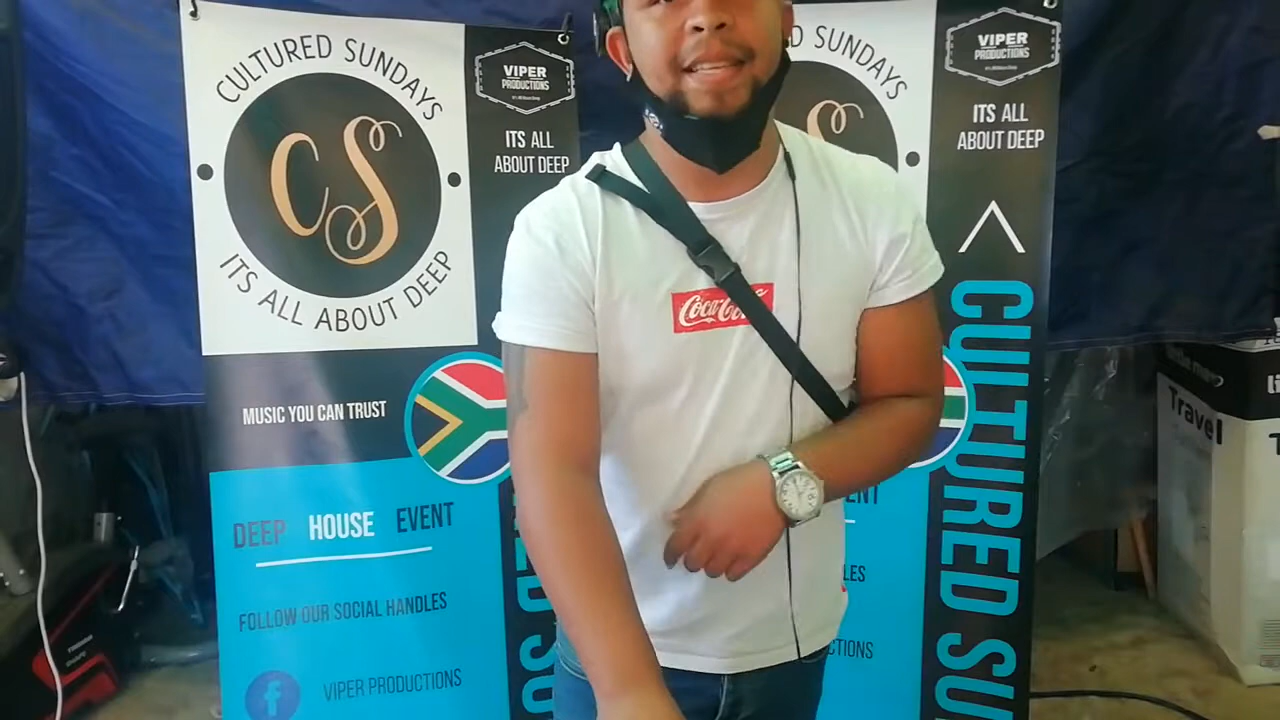 CULTURED SUNDAYS
CS
ITS ALL ABOUT DEEP
VIPER
PRODUCTIONS
ITS ALL
ABOUT DEEP
MUSIC YOU CAN TRUST
DEEP HOUSE EVENT
FOLLOW OUR SOCIAL HANDLES
f VIPER PRODUCTIONS
Coca-Co
D SUNDAYS
S
VIPER
PRODUCTIONS
ITS ALL
ABOUT DEEP
CULTURED SU
ENT
LES
CTIONS
Travel